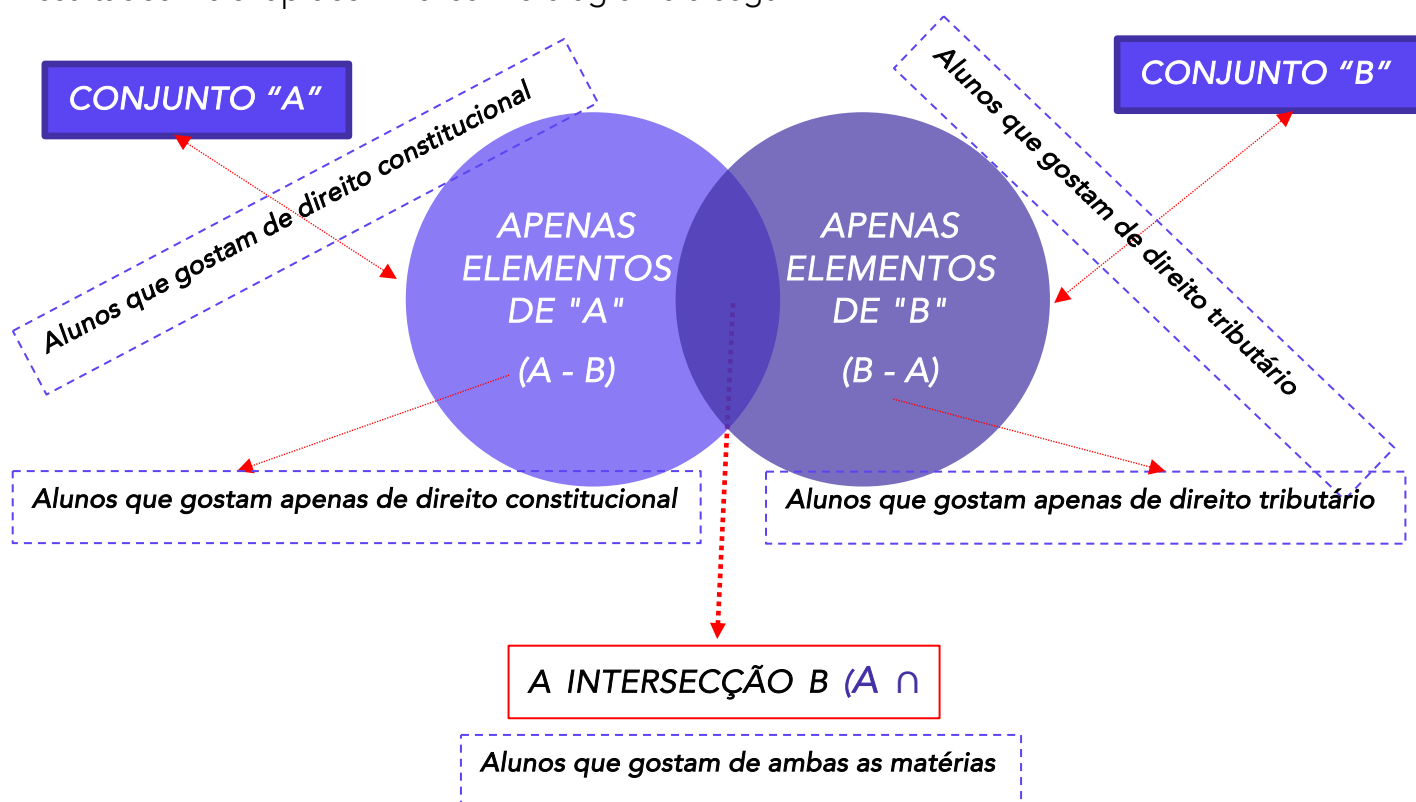 CONJUNTO “A”
CONJUNTO “B”
Alunos que gostam de direito constitucional
Alunos que gostam de direito tributário
APENAS
ELEMENTOS
DE "A"
(A - B)
APENAS
ELEMENTOS
DE "B"
(B - A)
Alunos que gostam apenas de direito constitucional
Alunos que gostam apenas de direito tributário
A INTERSECÇÃO B (A ∩
Alunos que gostam de ambas as matérias